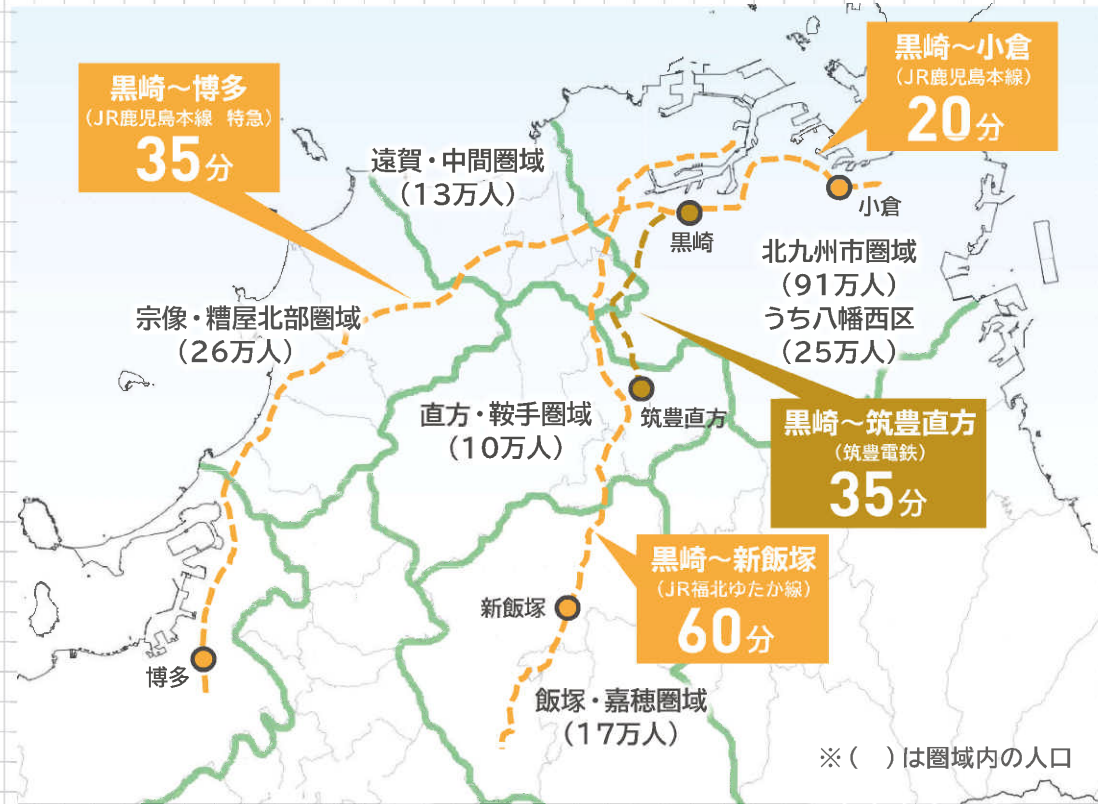 黒崎～小倉
（JR鹿児島本線）
20分
黒崎～博多
（JR鹿児島本線 特急）
35分
遠賀・中間圏域
（13万人）
小倉
黒崎
北九州市圏域
（91万人）
うち八幡西区
（25万人）
宗像・糟屋北部圏域
（26万人）
直方・鞍手圏域
（10万人）
筑豊直方
黒崎～筑豊直方
（筑豊電鉄）
35分
黒崎～新飯塚
（JR福北ゆたか線）
60分
新飯塚
博多
飯塚・嘉穂圏域
（17万人）
※（ ）は圏域内の人口